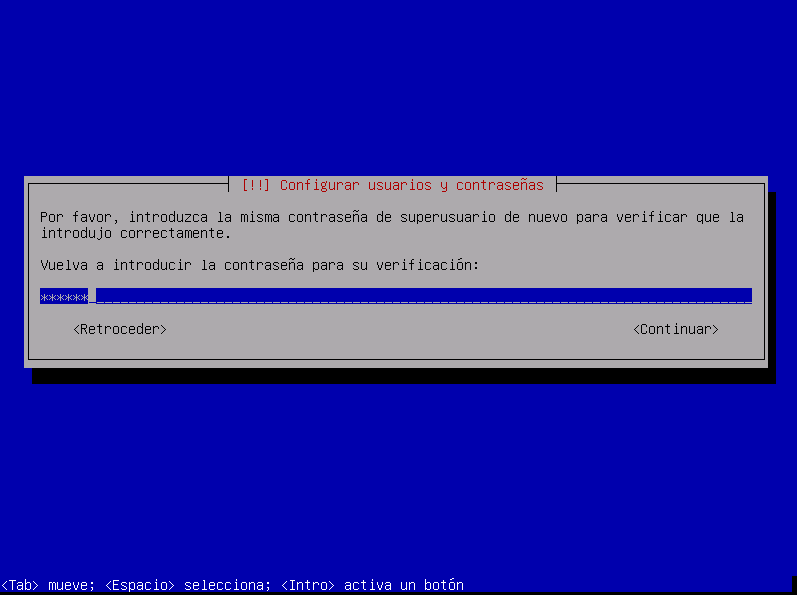 [!!] Configurar usuarios y contraseñas
Por favor, introduzca la misma contraseña de superusuario de nuevo para verificar que la
introdujo correctamente.
Vuelva a introducir la contraseña para su verificación:
******
<Retroceder> <Continuar>
<Tab> mueve; <Espacio> selecciona; <Intro> activa un botón